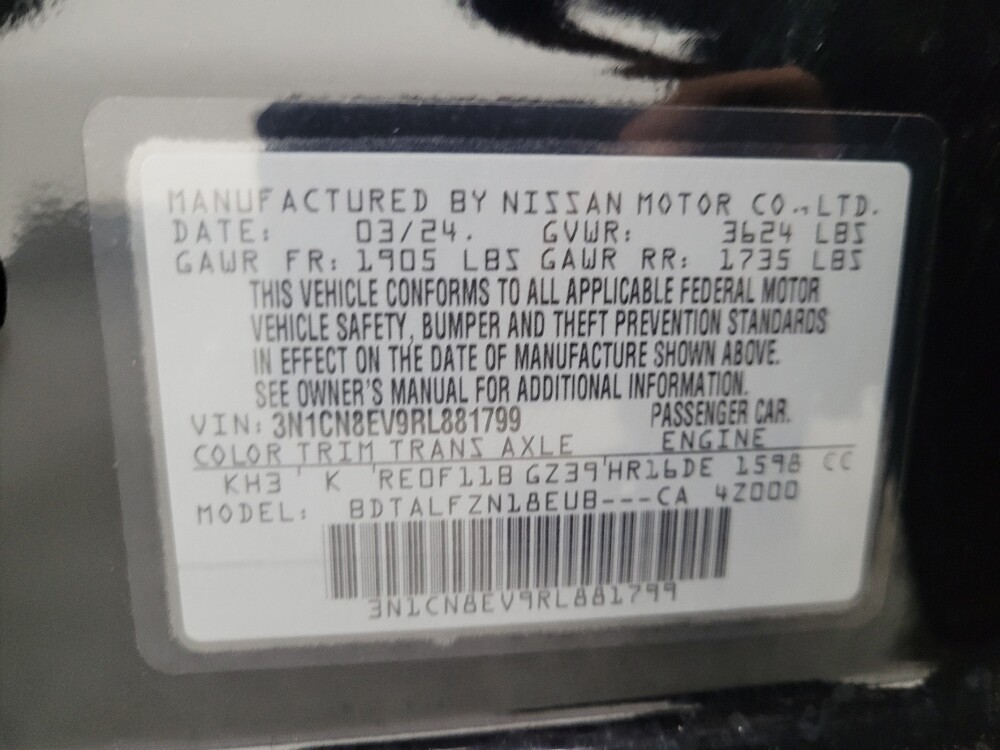 MANUFACTURED BY NISSAN MOTOR CO.,LTD.
DATE: 03/24. GVWR: 3624 LBS
GAWR FR: 1905 LBS GAWR RR: 1735 LBS
THIS VEHICLE CONFORMS TO ALL APPLICABLE FEDERAL MOTOR
VEHICLE SAFETY, BUMPER AND THEFT PREVENTION STANDARDS
IN EFFECT ON THE DATE OF MANUFACTURE SHOWN ABOVE.
SEE OWNER'S MANUAL FOR ADDITIONAL INFORMATION.
VIN: 3N1CN8EV9RL881799 PASSENGER CAR.
COLOR TRIM TRANS AXLE ENGINE
KH3 K RE0F11B GZ39 HR16DE 1598 CC
MODEL: BDTALFZN18EUB---CA 4Z000
3N1CN8EV9RL881799